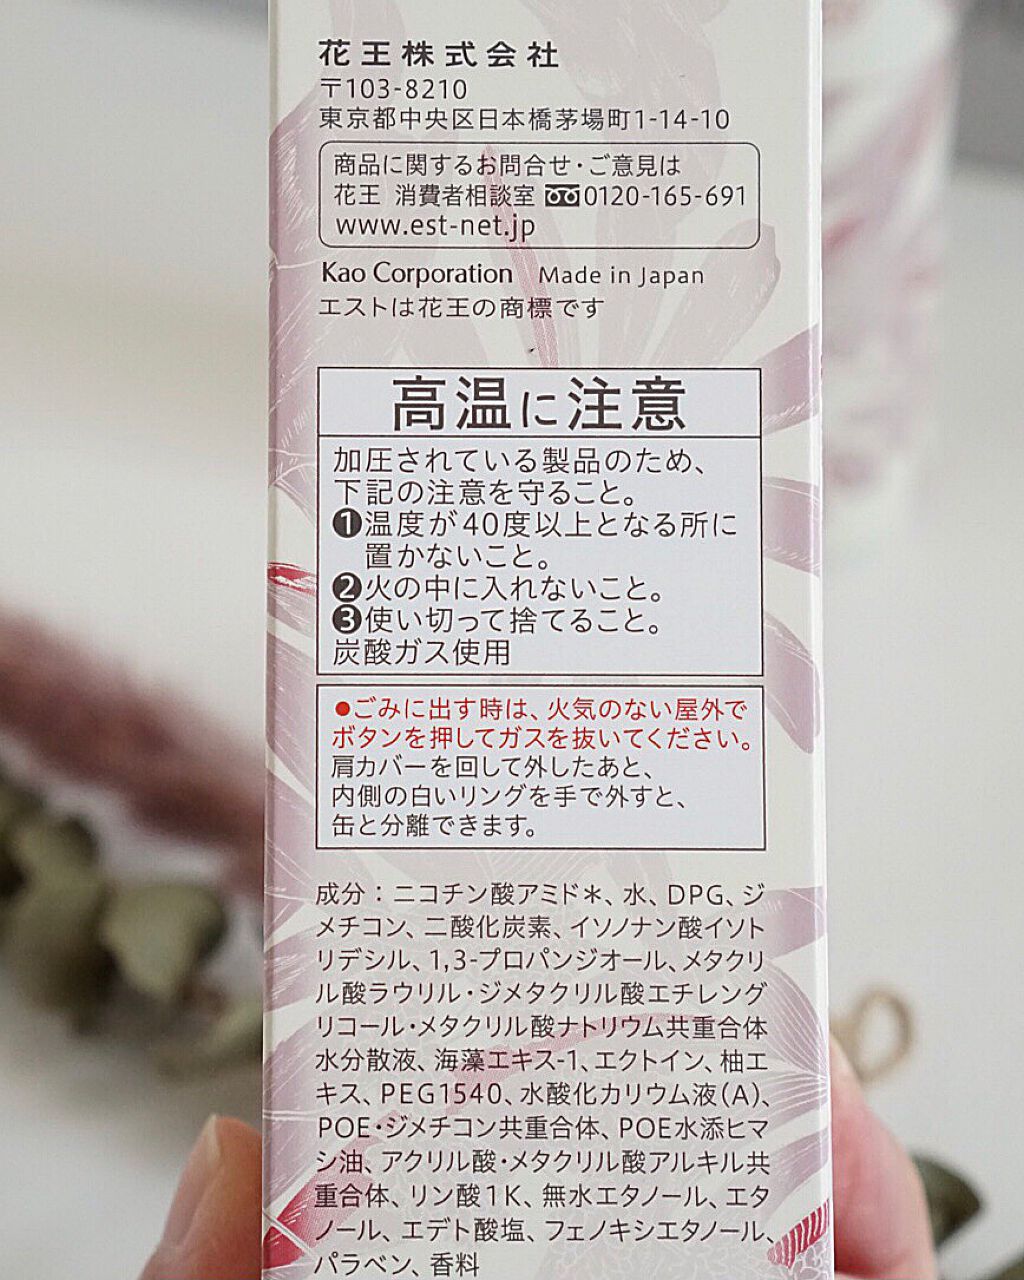 花王株式会社
〒103-8210
東京都中央区日本橋茅場町1-14-10
商品に関するお問合せ・ご意見は
花王 消費者相談室 0120-165-691
www.est-net.jp
Kao Corporation Made in Japan
エストは花王の商標です
高温に注意
加圧されている製品のため、
下記の注意を守ること。
❶温度が40度以上となる所に
置かないこと。
❷火の中に入れないこと。
❸使い切って捨てること。
炭酸ガス使用
●ごみに出す時は、火気のない屋外で
ボタンを押してガスを抜いてください。
肩カバーを回して外したあと、
内側の白いリングを手で外すと、
缶と分離できます。
成分：ニコチン酸アミド＊、水、DPG、ジ
メチコン、二酸化炭素、イソノナン酸イソト
リデシル、1,3-プロパンジオール、メタクリ
ル酸ラウリル・ジメタクリル酸エチレング
リコール・メタクリル酸ナトリウム共重合体
水分散液、海藻エキス-1、エクトイン、柚エ
キス、PEG1540、水酸化カリウム液(A)、
POE・ジメチコン共重合体、POE水添ヒマ
シ油、アクリル酸・メタクリル酸アルキル共
重合体、リン酸1K、無水エタノール、エタ
ノール、エデト酸塩、フェノキシエタノール、
パラベン、香料